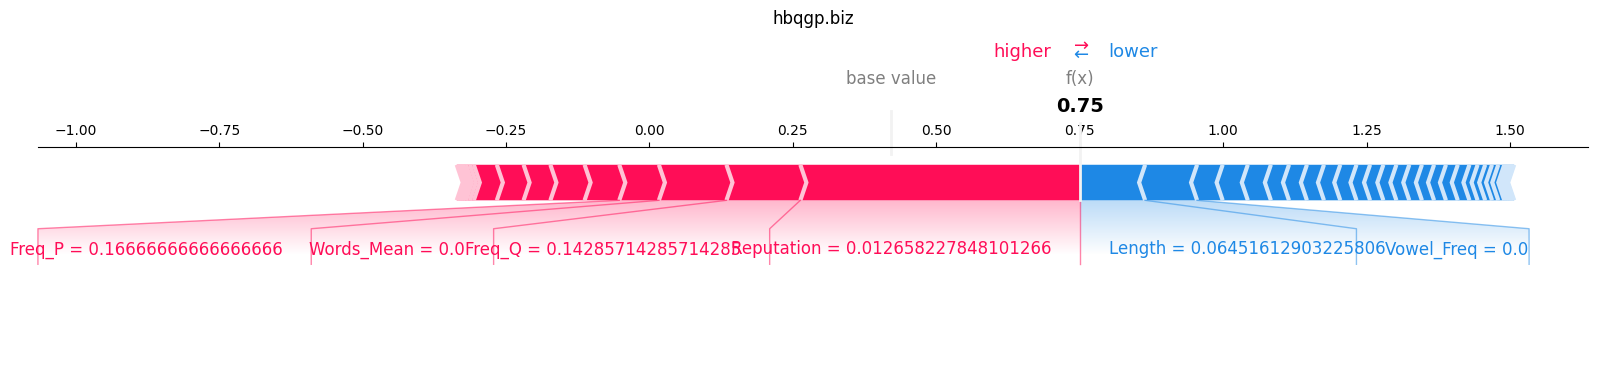 hbqgp.biz
higher → ← lower
base value f(x)
0.75
−1.00 −0.75 −0.50 −0.25 0.00 0.25 0.50 0.75 1.00 1.25 1.50
Freq_P = 0.16666666666666666 Words_Mean = 0.0 Freq_Q = 0.14285714285714285 Reputation = 0.012658227848101266 Length = 0.06451612903225806 Vowel_Freq = 0.0